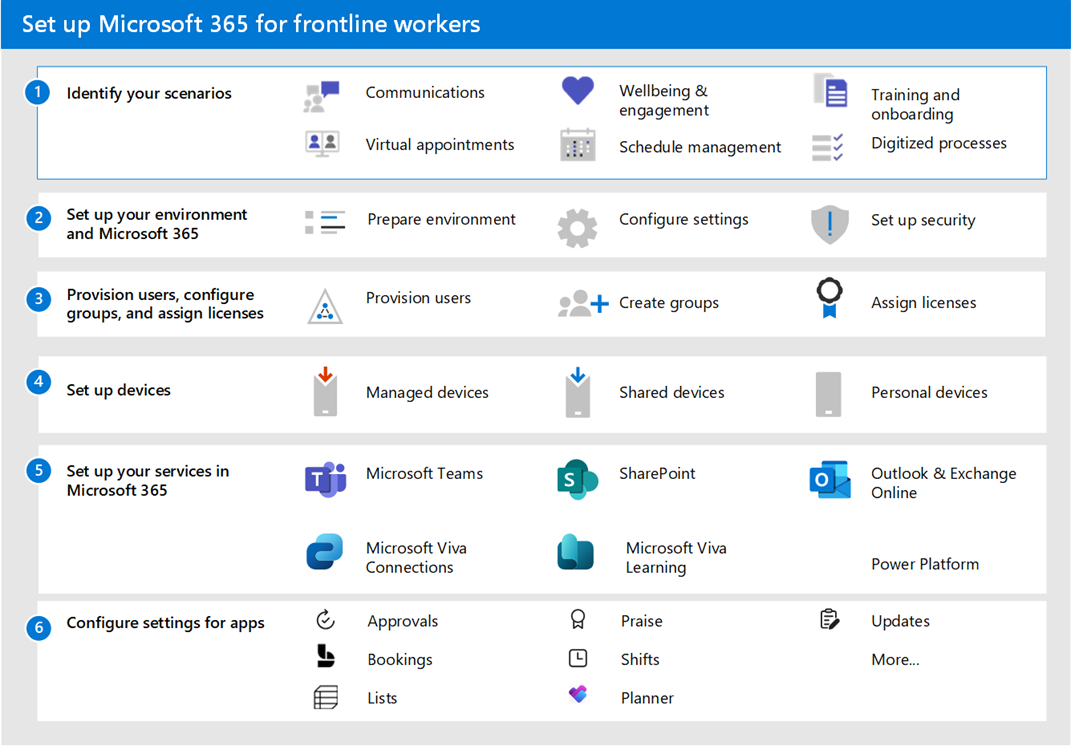 Set up Microsoft 365 for frontline workers
1
Identify your scenarios
Communications
Wellbeing &
engagement
Training and
onboarding
Virtual appointments
Schedule management
Digitized processes
2
Set up your environment
and Microsoft 365
Prepare environment
Configure settings
Set up security
3
Provision users, configure
groups, and assign licenses
Provision users
Create groups
Assign licenses
4
Set up devices
Managed devices
Shared devices
Personal devices
5
Set up your services in
Microsoft 365
T
Microsoft Teams
S
SharePoint
O
Outlook & Exchange
Online
Microsoft Viva
Connections
Microsoft Viva
Learning
Power Platform
6
Configure settings for apps
Approvals
Praise
Updates
Bookings
Shifts
More...
Lists
Planner